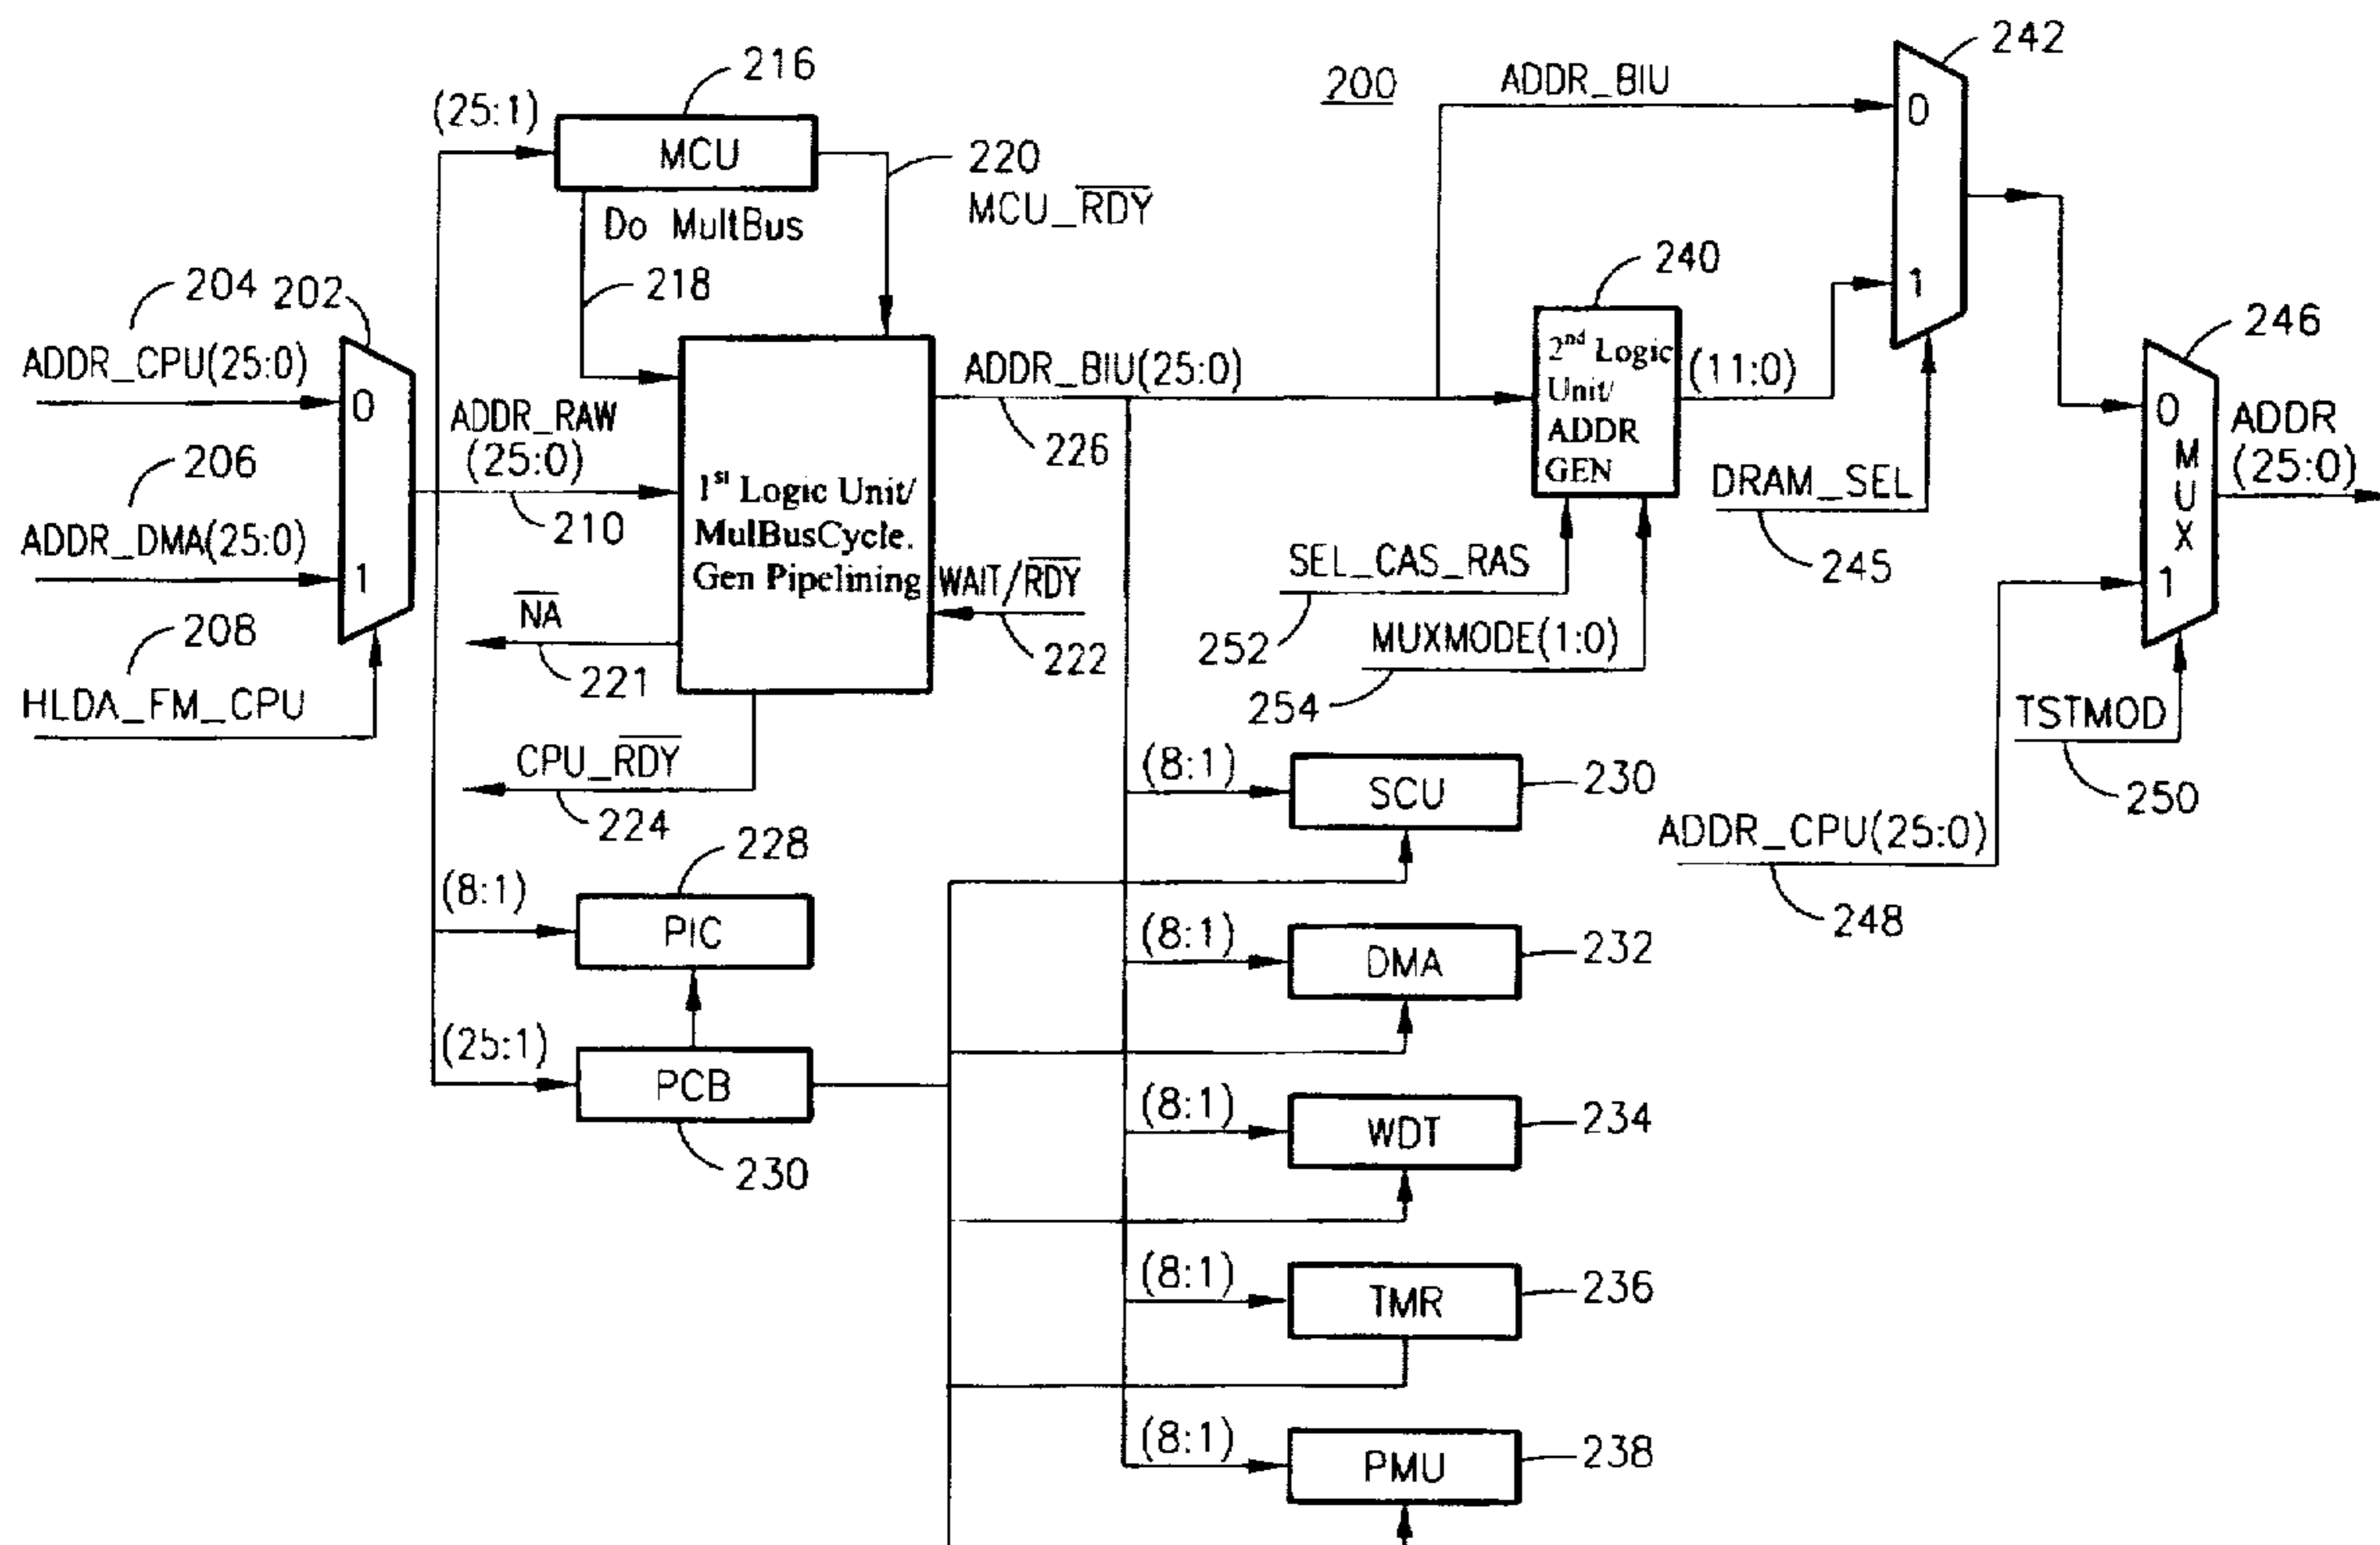 216
(25:1)
MCU
220
MCU_RDY
Do MultBus
218
200
ADDR_BIU
242
0
1
204
202
ADDR_CPU(25:0)
0
206
ADDR_DMA(25:0)
1
208
HLDA_FM_CPU
ADDR_RAW
(25:0)
210
1st Logic Unit/
MulBusCycle.
Gen Pipelining
NA
221
CPU_RDY
224
WAIT/RDY
222
ADDR_BIU(25:0)
226
240
2nd Logic
Unit/
ADDR
GEN
(11:0)
SEL_CAS_RAS
252
MUXMODE(1:0)
254
DRAM_SEL
245
246
0
MUX
1
ADDR
(25:0)
TSTMOD
250
ADDR_CPU(25:0)
248
228
(8:1)
PIC
(25:1)
PCB
230
(8:1)
SCU
230
(8:1)
DMA
232
(8:1)
WDT
234
(8:1)
TMR
236
(8:1)
PMU
238